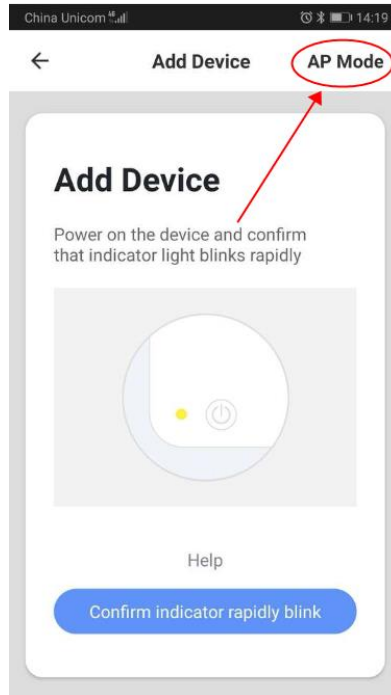 China Unicom 14:19
Add Device AP Mode
Add Device
Power on the device and confirm
that indicator light blinks rapidly
Help
Confirm indicator rapidly blink